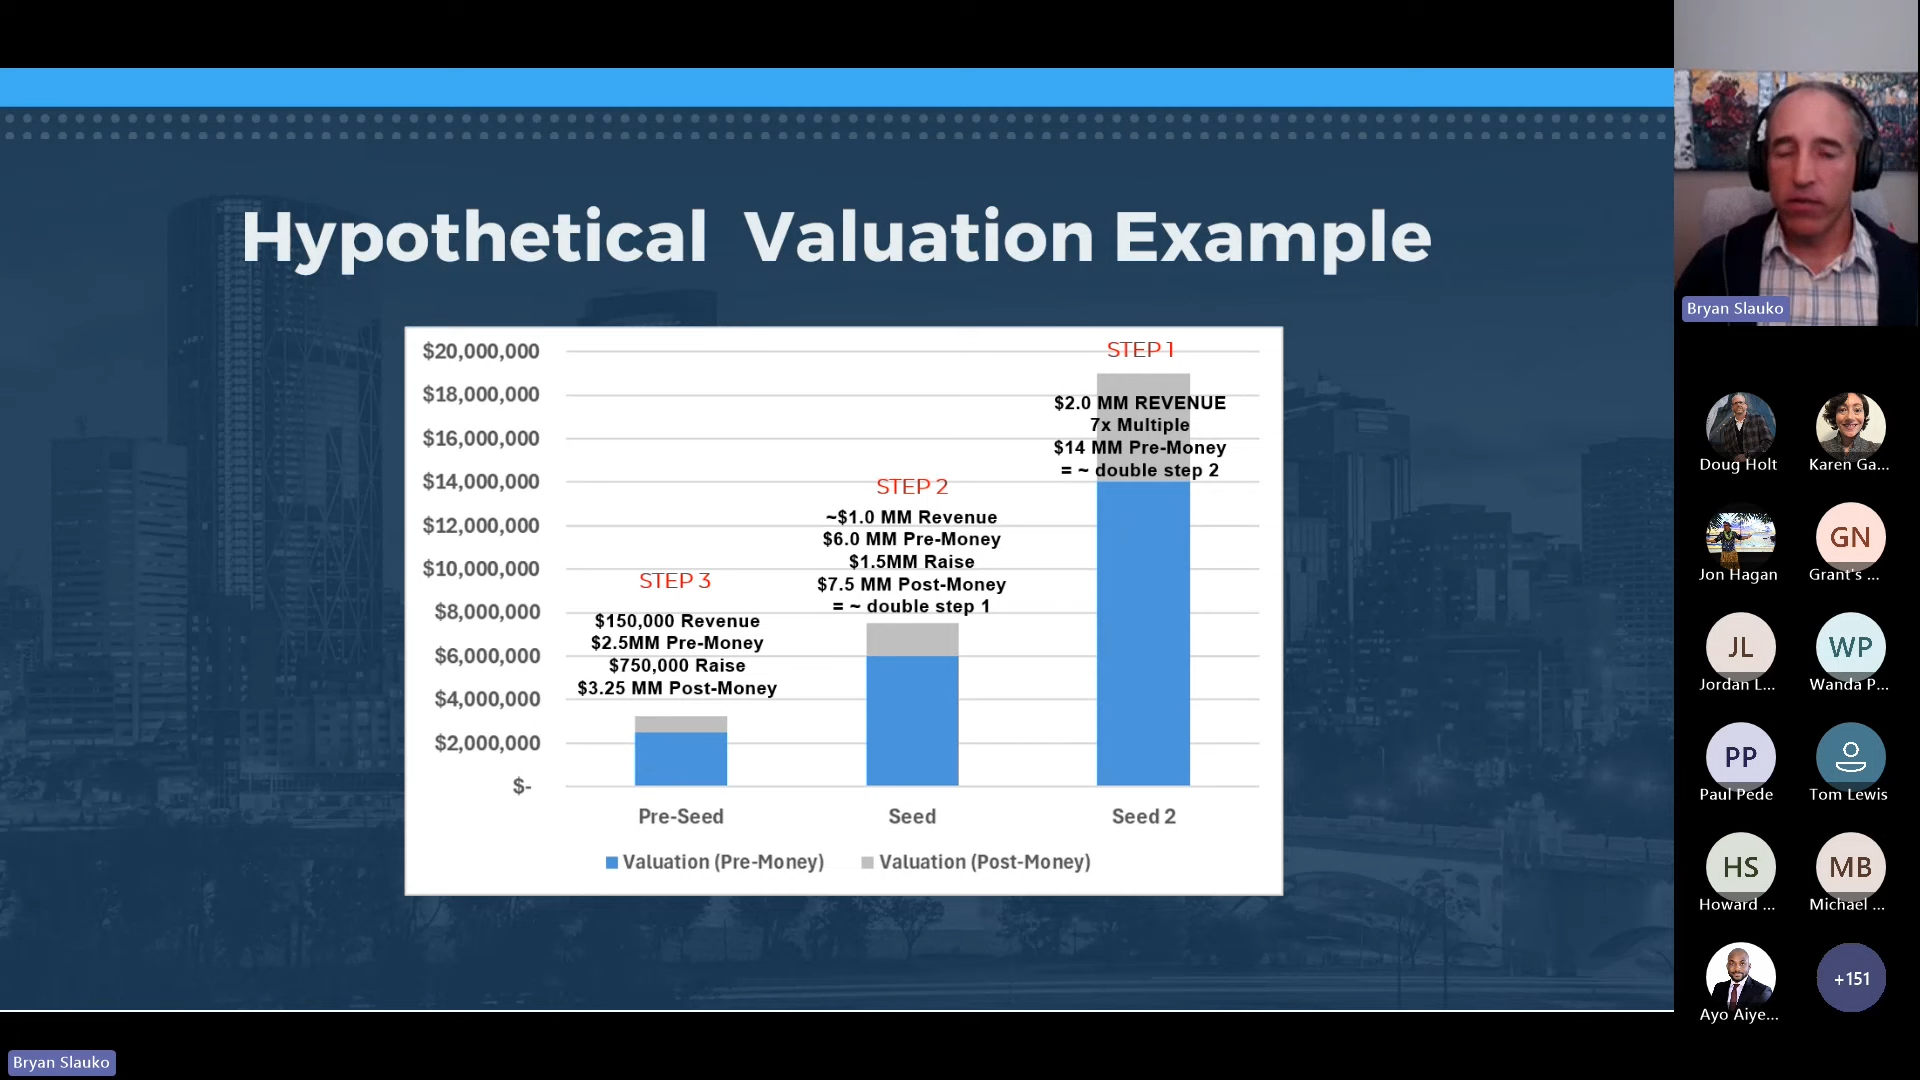 Hypothetical Valuation Example
$20,000,000
$18,000,000
$16,000,000
$14,000,000
$12,000,000
$10,000,000
$8,000,000
$6,000,000
$4,000,000
$2,000,000
$-
STEP 3
$150,000 Revenue
$2.5MM Pre-Money
$750,000 Raise
$3.25 MM Post-Money
STEP 2
~$1.0 MM Revenue
$6.0 MM Pre-Money
$1.5MM Raise
$7.5 MM Post-Money
= ~ double step 1
STEP 1
$2.0 MM REVENUE
7x Multiple
$14 MM Pre-Money
= ~ double step 2
Pre-Seed
Seed
Seed 2
Valuation (Pre-Money)
Valuation (Post-Money)
Bryan Slauko
Doug Holt
Karen Ga...
Jon Hagan
GN
Grant's ...
JL
Jordan L...
WP
Wanda P...
PP
Paul Pede
Tom Lewis
HS
Howard ...
MB
Michael ...
Ayo Aiye...
+151
Bryan Slauko